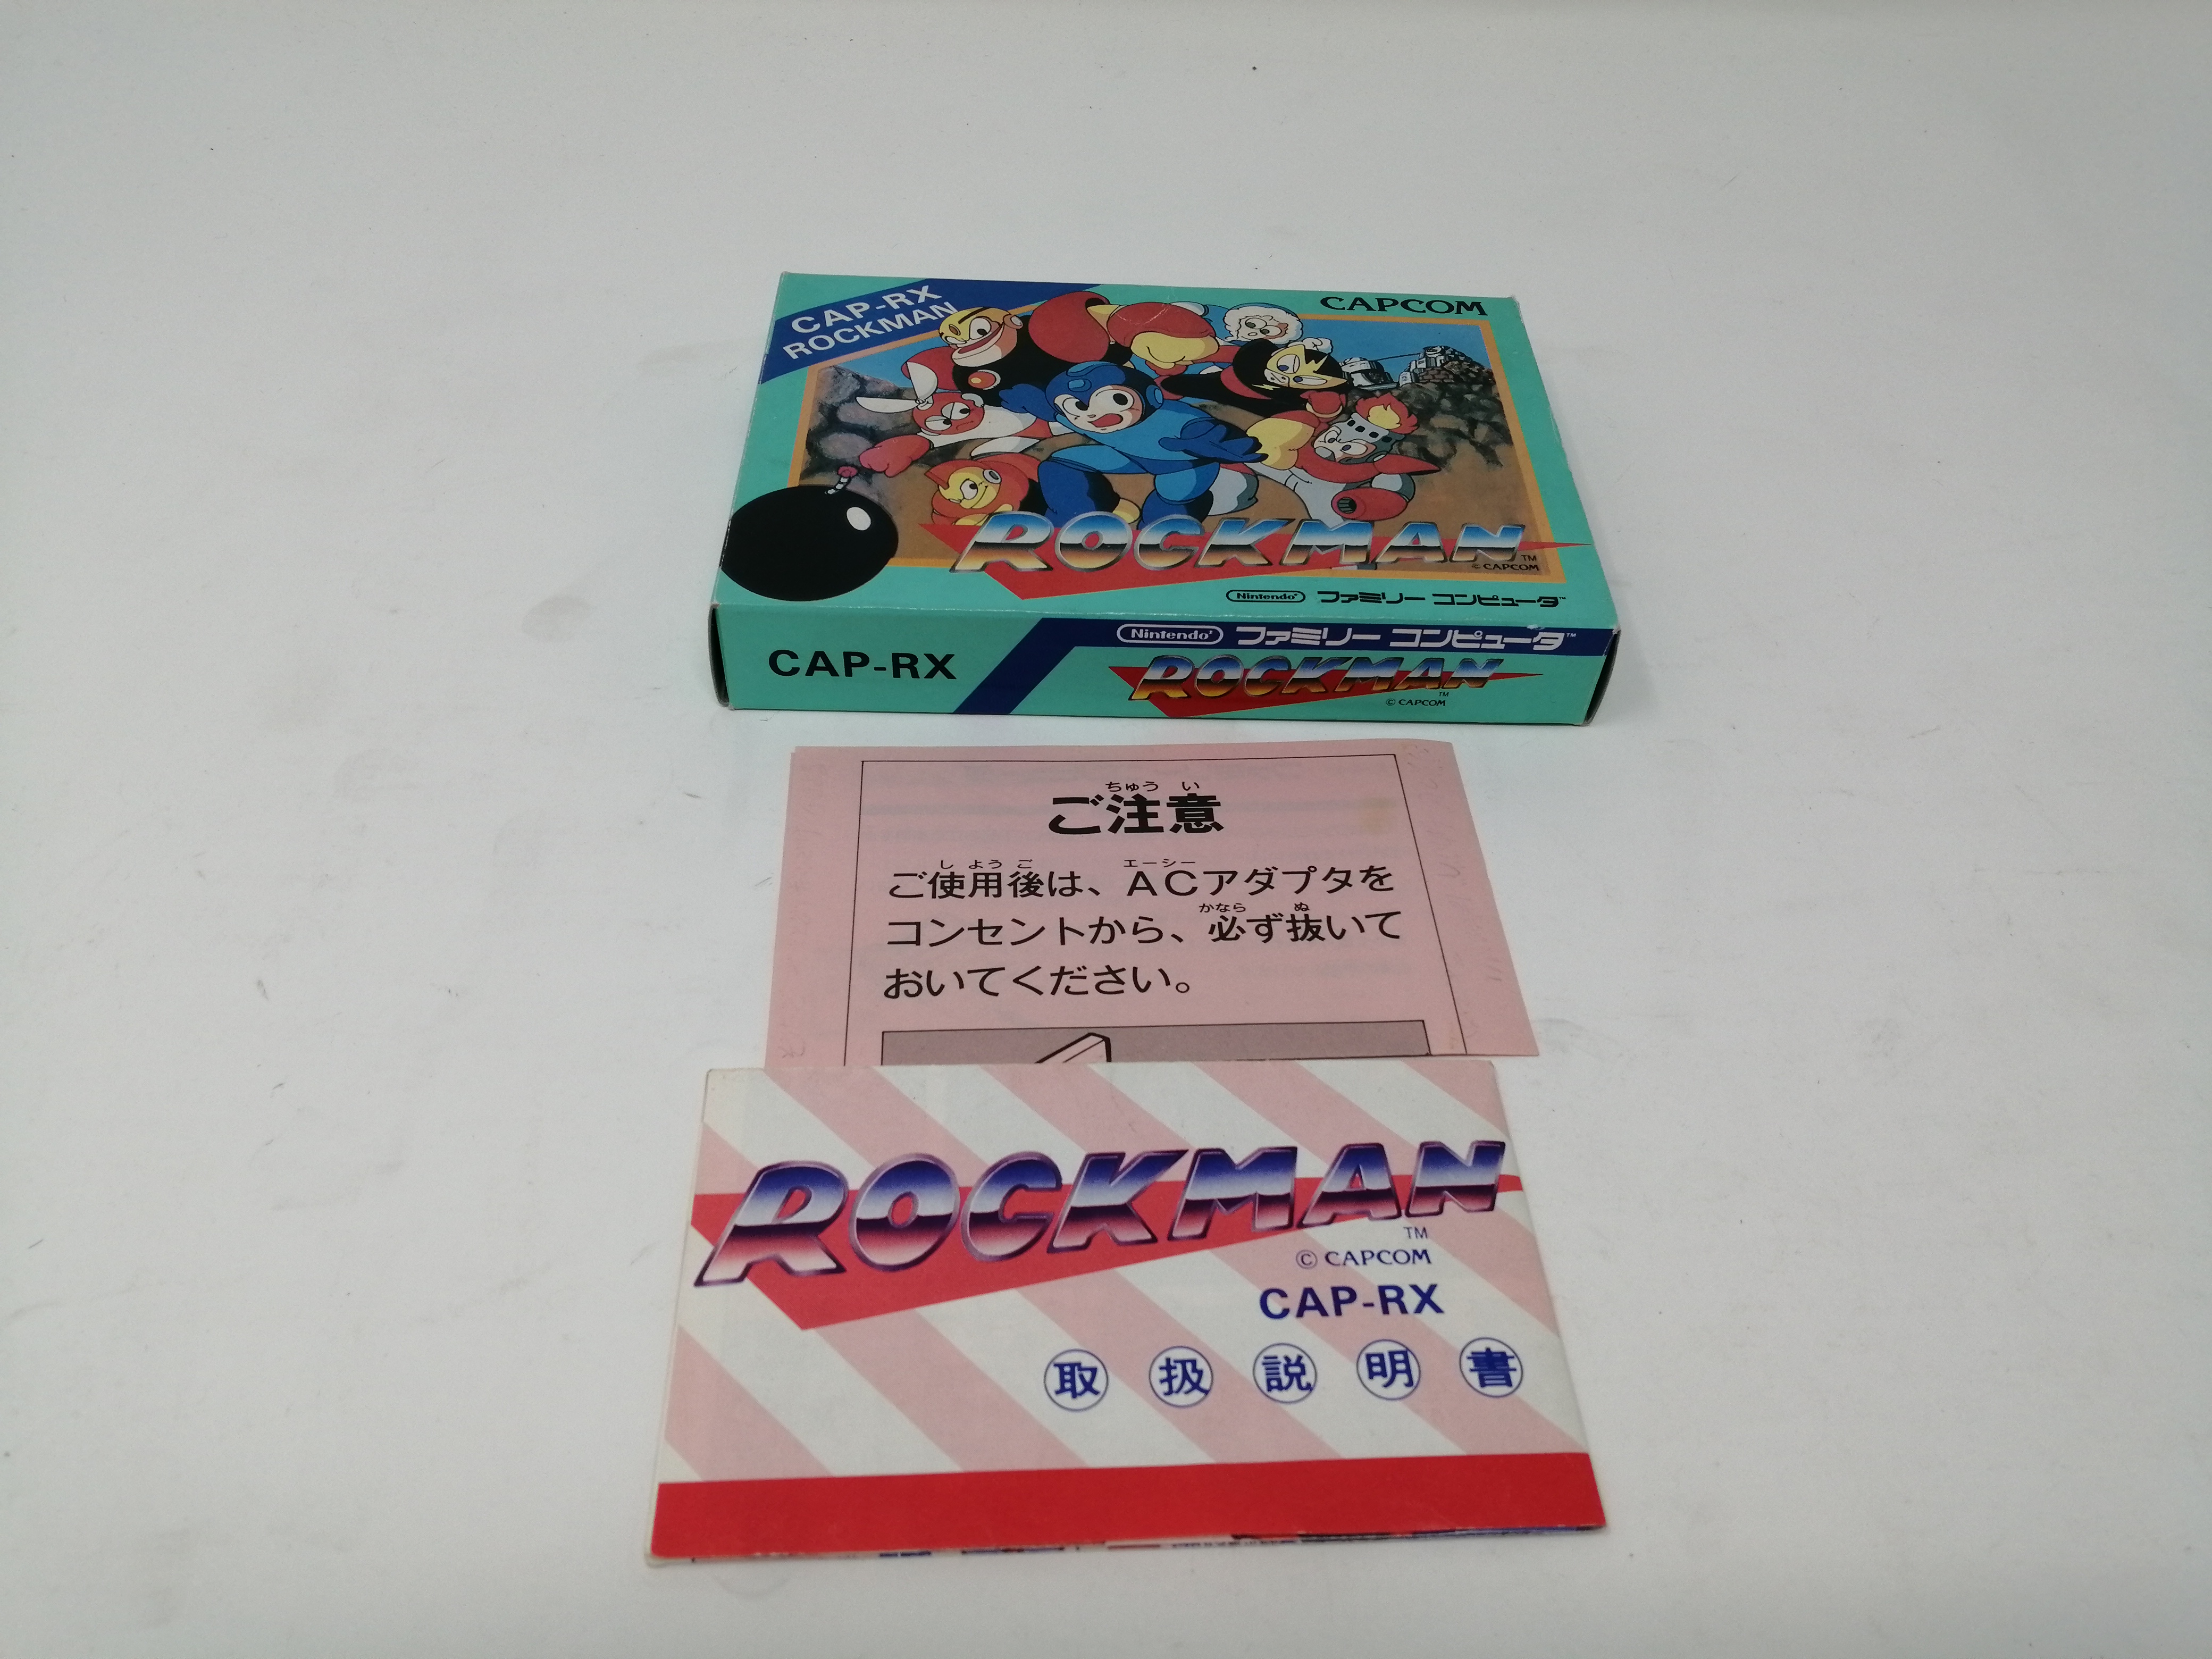 CAP-RX
ROCKMAN
CAPCOM
ROCKMAN
TM
© CAPCOM
Nintendo ファミリー コンピュータ™
CAP-RX
Nintendo ファミリー コンピュータ™
ROCKMAN
TM
© CAPCOM
ちゅう い
ご注意
し よう ご エーシー
ご使用後は、ACアダプタを
かなら ぬ
コンセントから、必ず抜いて
おいてください。
ROCKMAN
TM
© CAPCOM
CAP-RX
取扱説明書